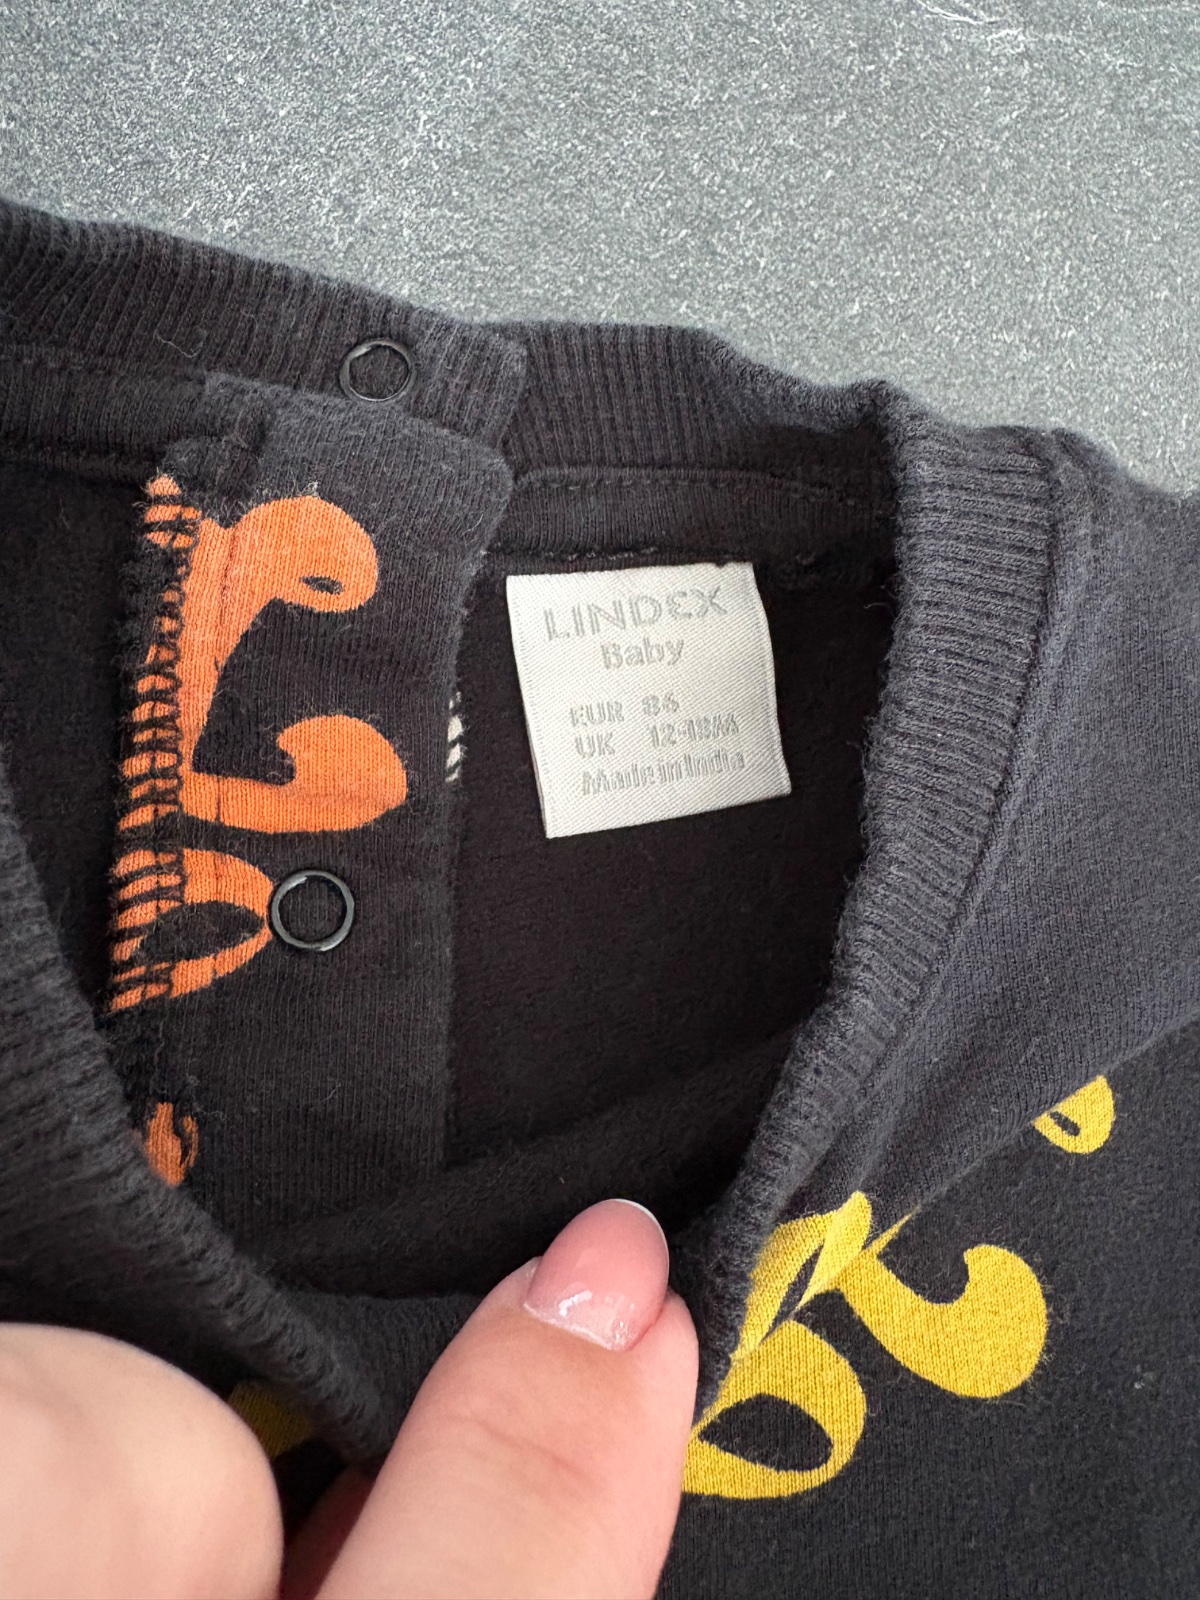 LINDEX
Baby
EUR 86
UK 12-18M
Made in India